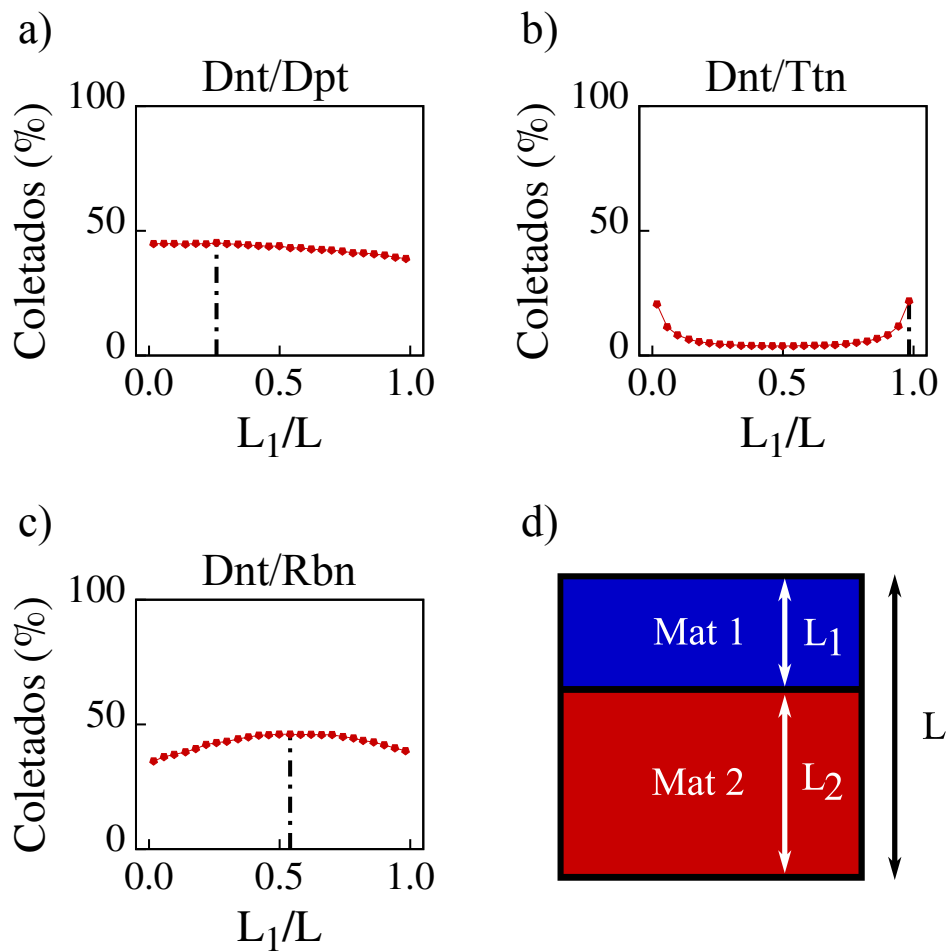 a)
Dnt/Dpt
100
50
0
Coletados (%)
0.0 0.5 1.0
L₁/L
b)
Dnt/Ttn
100
50
0
Coletados (%)
0.0 0.5 1.0
L₁/L
c)
Dnt/Rbn
100
50
0
Coletados (%)
0.0 0.5 1.0
L₁/L
d)
Mat 1 L₁
Mat 2 L₂
L